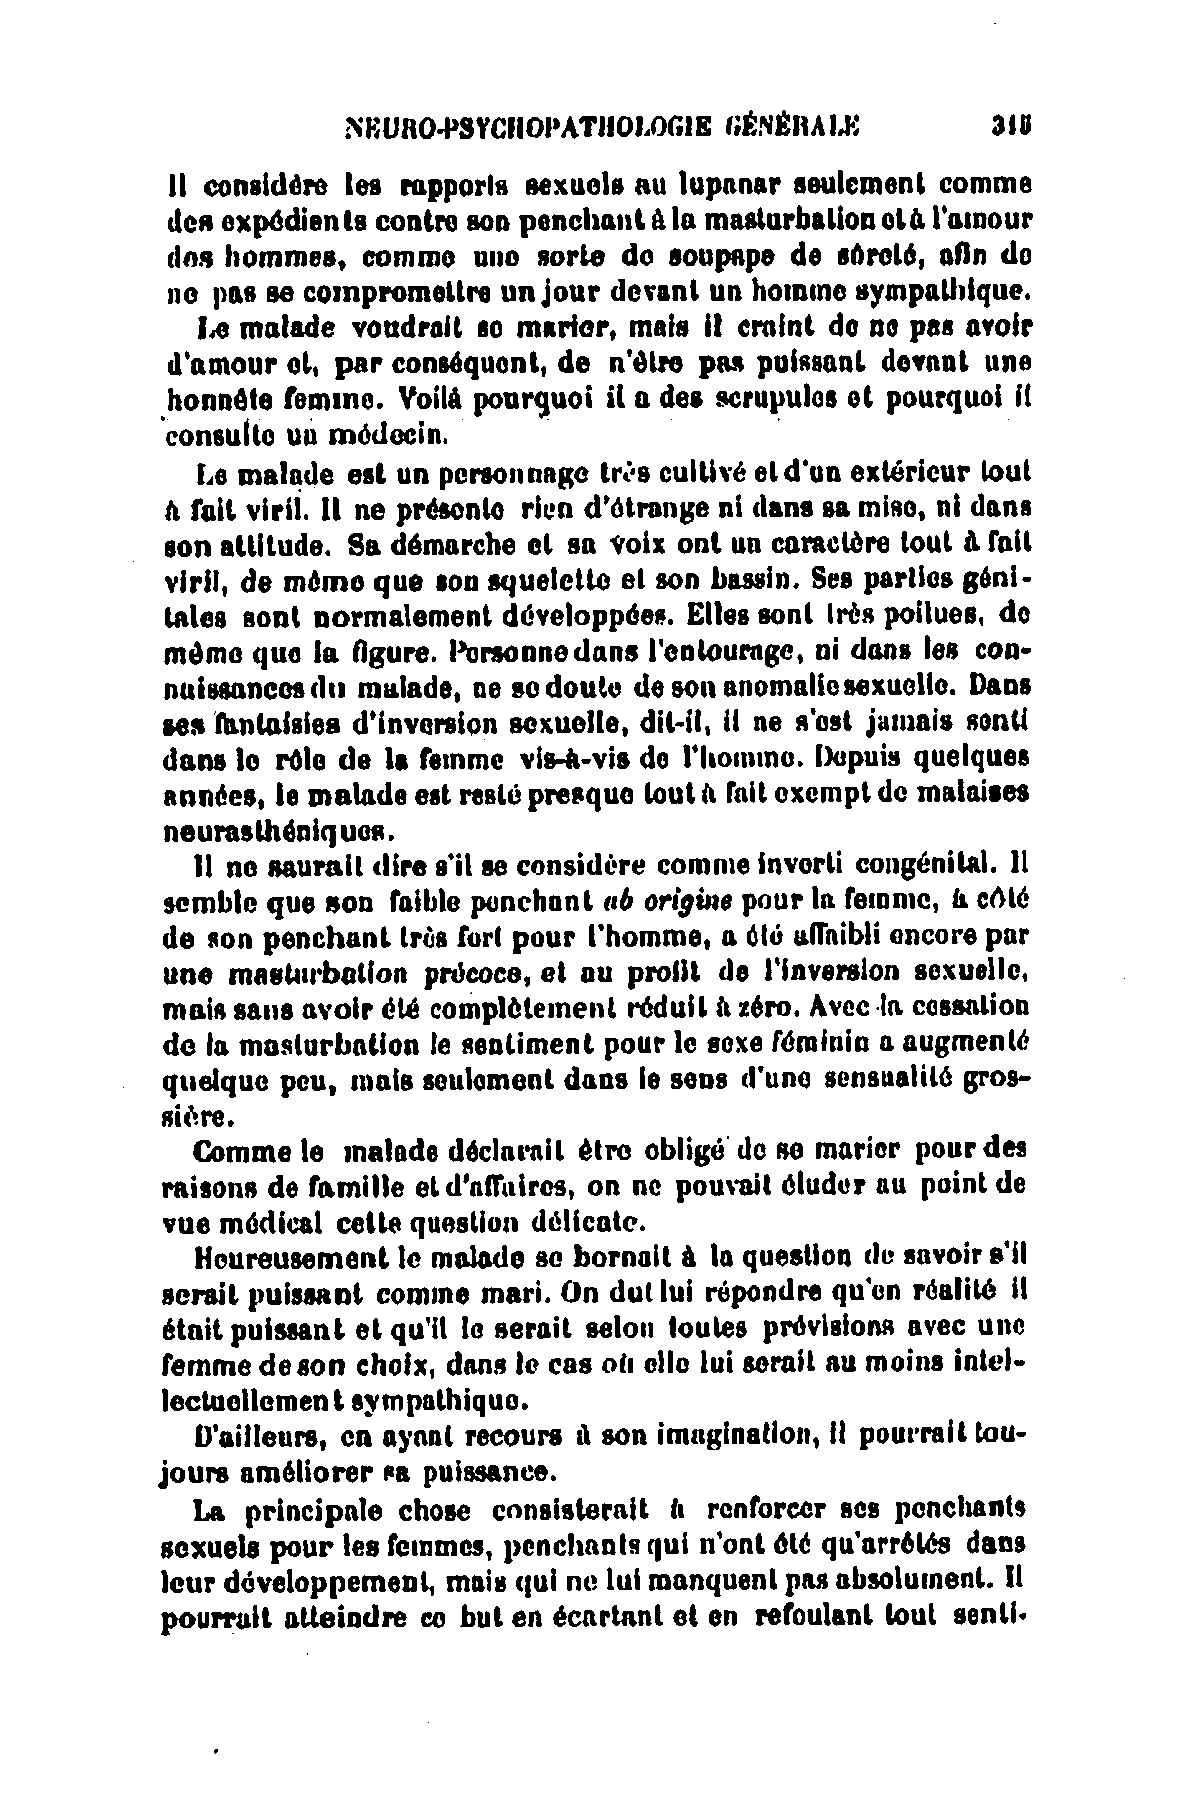 NEURO-PSYCHOPATHOLOGIE GÉNÉRALE 315
Il considère les rapports sexuels au lupanar seulement comme
des expédients contre son penchant à la masturbation et à l'amour
des hommes, comme une sorte de soupape de sûreté, afin de
ne pas se compromettre un jour devant un homme sympathique.
Le malade voudrait se marier, mais il craint de ne pas avoir
d'amour et, par conséquent, de n'être pas puissant devant une
honnête femme. Voilà pourquoi il a des scrupules et pourquoi il
consulte un médecin.
Le malade est un personnage très cultivé et d'un extérieur tout
à fait viril. Il ne présente rien d'étrange ni dans sa mise, ni dans
son attitude. Sa démarche et sa voix ont un caractère tout à fait
viril, de même que son squelette et son bassin. Ses parties géni-
tales sont normalement développées. Elles sont très poilues, de
même que la figure. Personne dans l'entourage, ni dans les con-
naissances du malade, ne se doute de son anomalie sexuelle. Dans
ses fantaisies d'inversion sexuelle, dit-il, il ne s'est jamais senti
dans le rôle de la femme vis-à-vis de l'homme. Depuis quelques
années, le malade est resté presque tout à fait exempt de malaises
neurasthéniques.
Il ne saurait dire s'il se considère comme inverti congénital. Il
semble que son faible penchant ab origine pour la femme, à côté
de son penchant très fort pour l'homme, a été affaibli encore par
une masturbation précoce, et au profit de l'inversion sexuelle,
mais sans avoir été complètement réduit à zéro. Avec la cessation
de la masturbation le sentiment pour le sexe féminin a augmenté
quelque peu, mais seulement dans le sens d'une sensualité gros-
sière.
Comme le malade déclarait être obligé de se marier pour des
raisons de famille et d'affaires, on ne pouvait éluder au point de
vue médical cette question délicate.
Heureusement le malade se bornait à la question de savoir s'il
serait puissant comme mari. On dut lui répondre qu'en réalité il
était puissant et qu'il le serait selon toutes prévisions avec une
femme de son choix, dans le cas où elle lui serait au moins intel-
lectuellement sympathique.
D'ailleurs, en ayant recours à son imagination, il pourrait tou-
jours améliorer sa puissance.
La principale chose consisterait à renforcer ses penchants
sexuels pour les femmes, penchants qui n'ont été qu'arrêtés dans
leur développement, mais qui ne lui manquent pas absolument. Il
pourrait atteindre ce but en écartant et en refoulant tout senti-